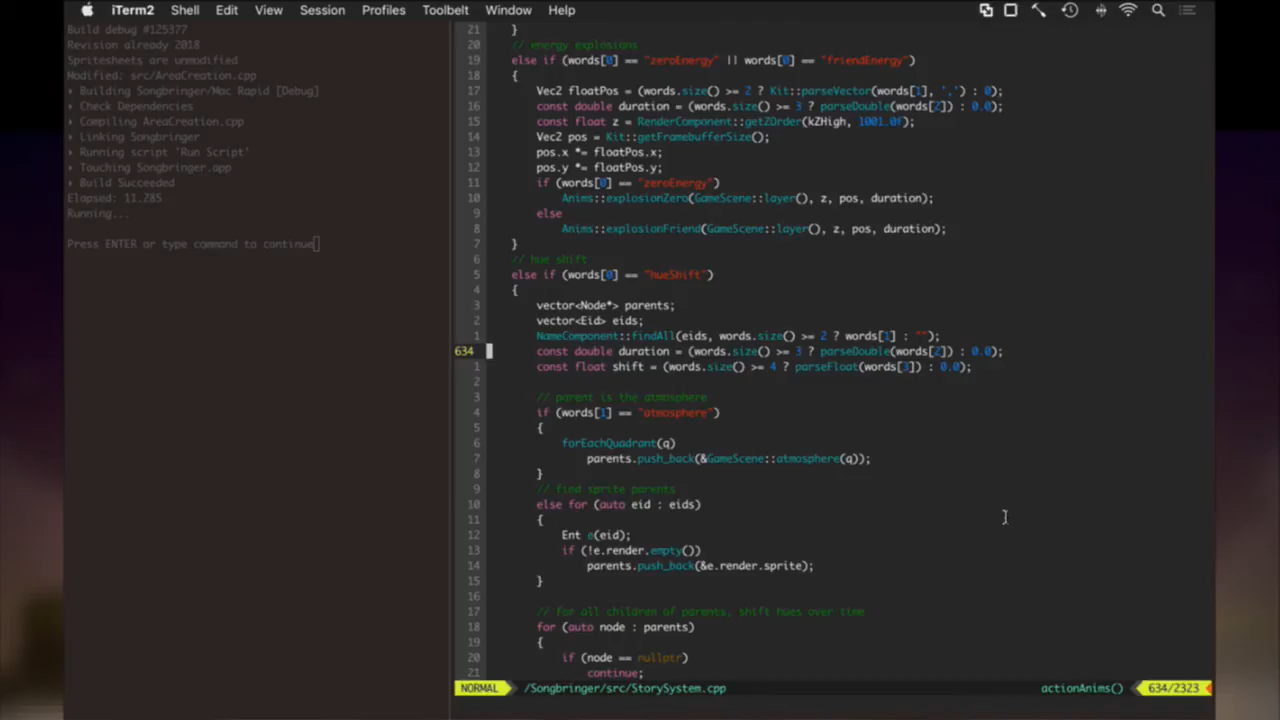 iTerm2 Shell Edit View Session Profiles Toolbelt Window Help
Build debug #125377
Revision already 2018
Spritesheets are unmodified
Modified: src/AreaCreation.cpp
▸ Building Songbringer/Mac Rapid [Debug]
▸ Check Dependencies
▸ Compiling AreaCreation.cpp
▸ Linking Songbringer
▸ Running script 'Run Script'
▸ Touching Songbringer.app
▸ Build Succeeded
Elapsed: 11.285
Running...
Press ENTER or type command to continue
21 }
20 // energy explosions
19 else if (words[0] == "zeroEnergy" || words[0] == "friendEnergy")
18 {
17 Vec2 floatPos = (words.size() >= 2 ? Kit::parseVector(words[1], ',') : 0);
16 const double duration = (words.size() >= 3 ? parseDouble(words[2]) : 0.0);
15 const float z = RenderComponent::getZOrder(kZHigh, 1001.0f);
14 Vec2 pos = Kit::getFramebufferSize();
13 pos.x *= floatPos.x;
12 pos.y *= floatPos.y;
11 if (words[0] == "zeroEnergy")
10 Anims::explosionZero(GameScene::layer(), z, pos, duration);
9 else
8 Anims::explosionFriend(GameScene::layer(), z, pos, duration);
7 }
6 // hue shift
5 else if (words[0] == "hueShift")
4 {
3 vector<Node*> parents;
2 vector<Eid> eids;
1 NameComponent::findAll(eids, words.size() >= 2 ? words[1] : "");
634 const double duration = (words.size() >= 3 ? parseDouble(words[2]) : 0.0);
1 const float shift = (words.size() >= 4 ? parseFloat(words[3]) : 0.0);
2
3 // parent is the atmosphere
4 if (words[1] == "atmosphere")
5 {
6 forEachQuadrant(q)
7 parents.push_back(&GameScene::atmosphere(q));
8 }
9 // find sprite parents
10 else for (auto eid : eids)
11 {
12 Ent e(eid);
13 if (!e.render.empty())
14 parents.push_back(&e.render.sprite);
15 }
16
17 // for all children of parents, shift hues over time
18 for (auto node : parents)
19 {
20 if (node == nullptr)
21 continue;
NORMAL /Songbringer/src/StorySystem.cpp actionAnims() 634/2323